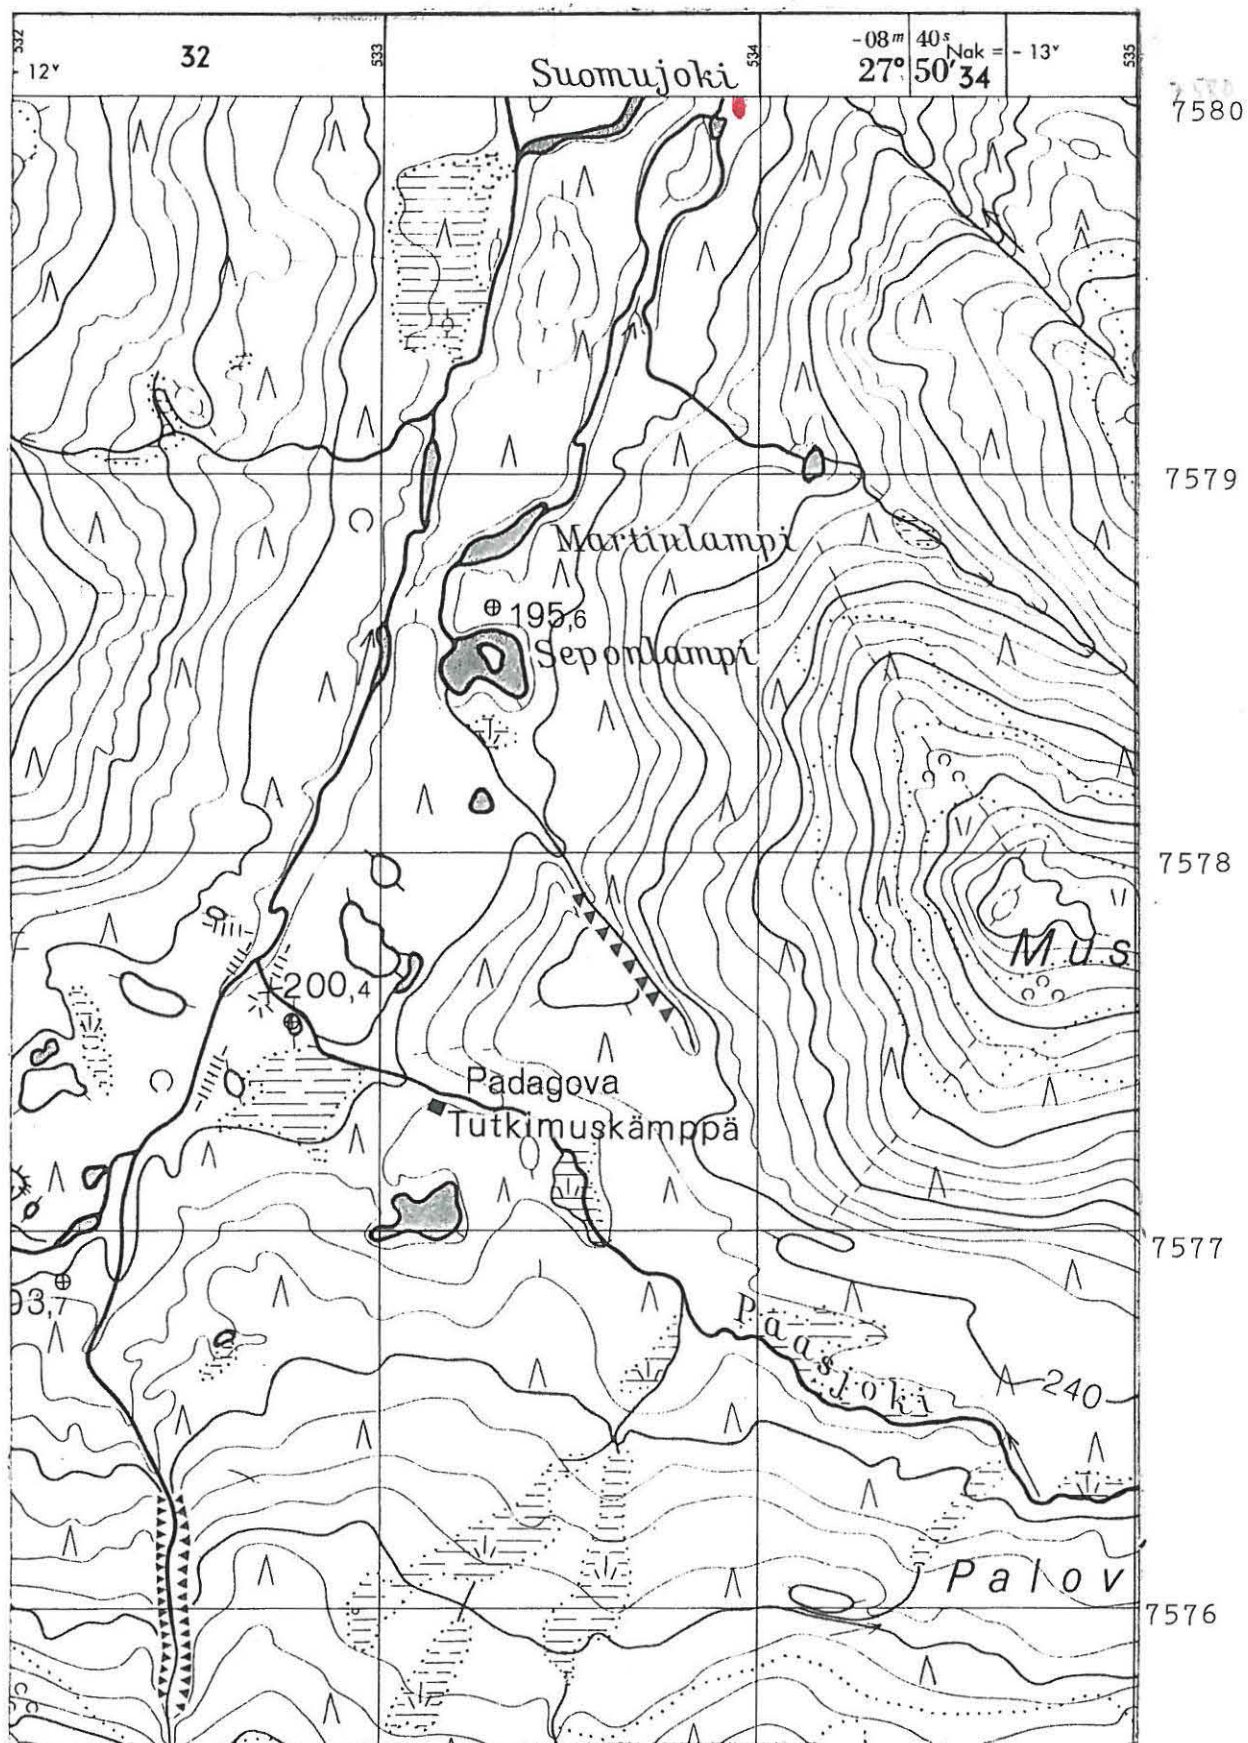 532
- 12ᵛ
32
533
Suomujoki
534
-08ᵐ 40ˢ
Nak = - 13ᵛ
27° 50′ 34
535
7580
7579
Martinlampi
195,6
Seponlampi
7578
Mus
200,4
Padagova
Tutkimuskämppä
7577
93,7
Paasjoki
240
Palov
7576